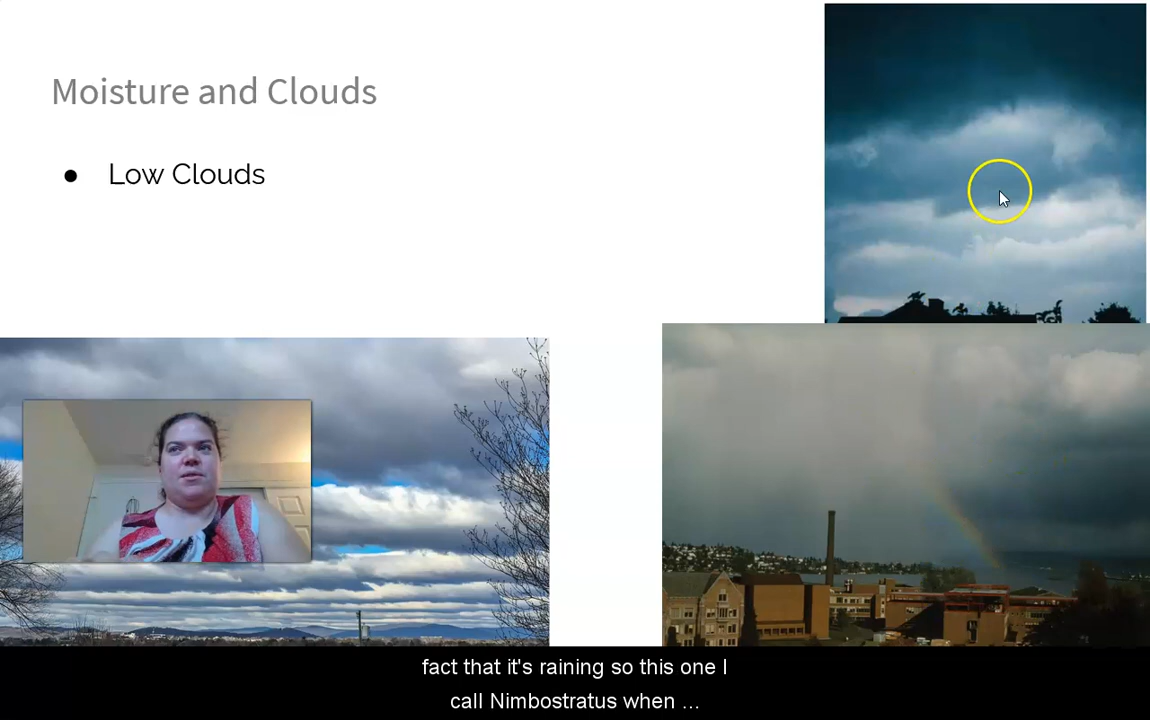 Moisture and Clouds
● Low Clouds
fact that it's raining so this one I
call Nimbostratus when ...